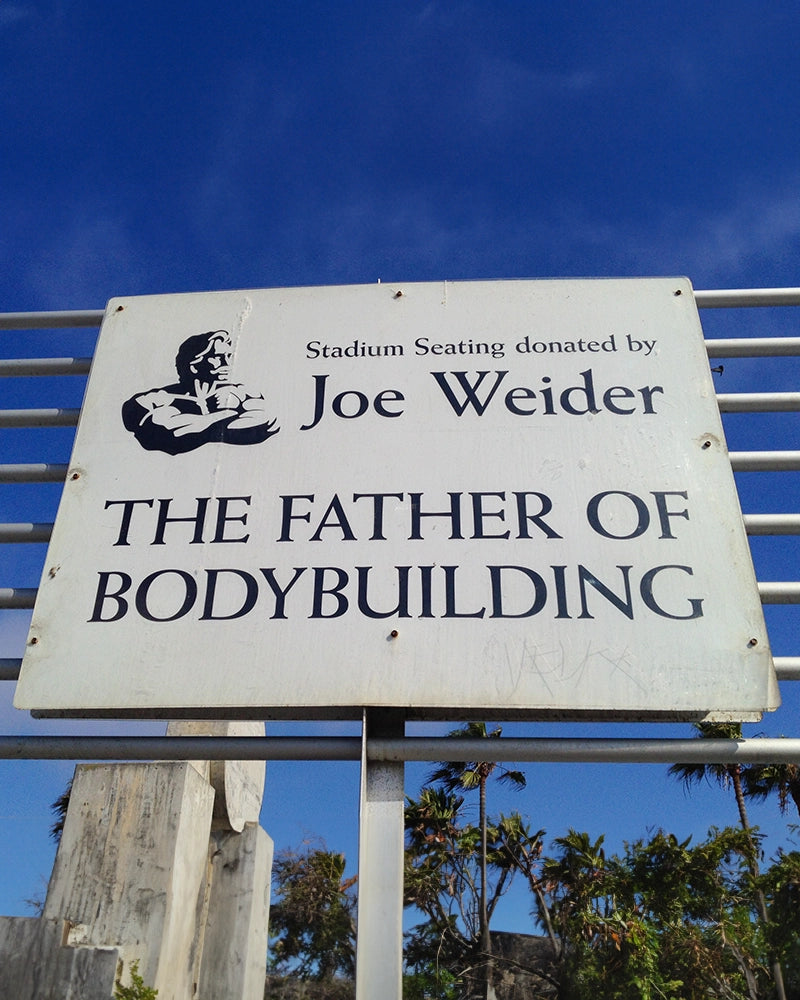 Stadium Seating donated by
Joe Weider
THE FATHER OF
BODYBUILDING